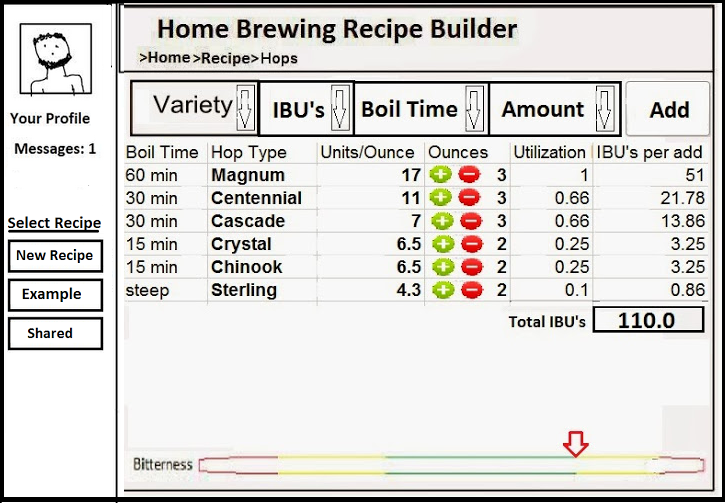 Home Brewing Recipe Builder
>Home>Recipe>Hops
Your Profile
Messages: 1
Select Recipe
New Recipe
Example
Shared
Variety IBU's Boil Time Amount Add
Boil Time Hop Type Units/Ounce Ounces Utilization IBU's per add
60 min Magnum 17 3 1 51
30 min Centennial 11 3 0.66 21.78
30 min Cascade 7 3 0.66 13.86
15 min Crystal 6.5 2 0.25 3.25
15 min Chinook 6.5 2 0.25 3.25
steep Sterling 4.3 2 0.1 0.86
Total IBU's 110.0
Bitterness